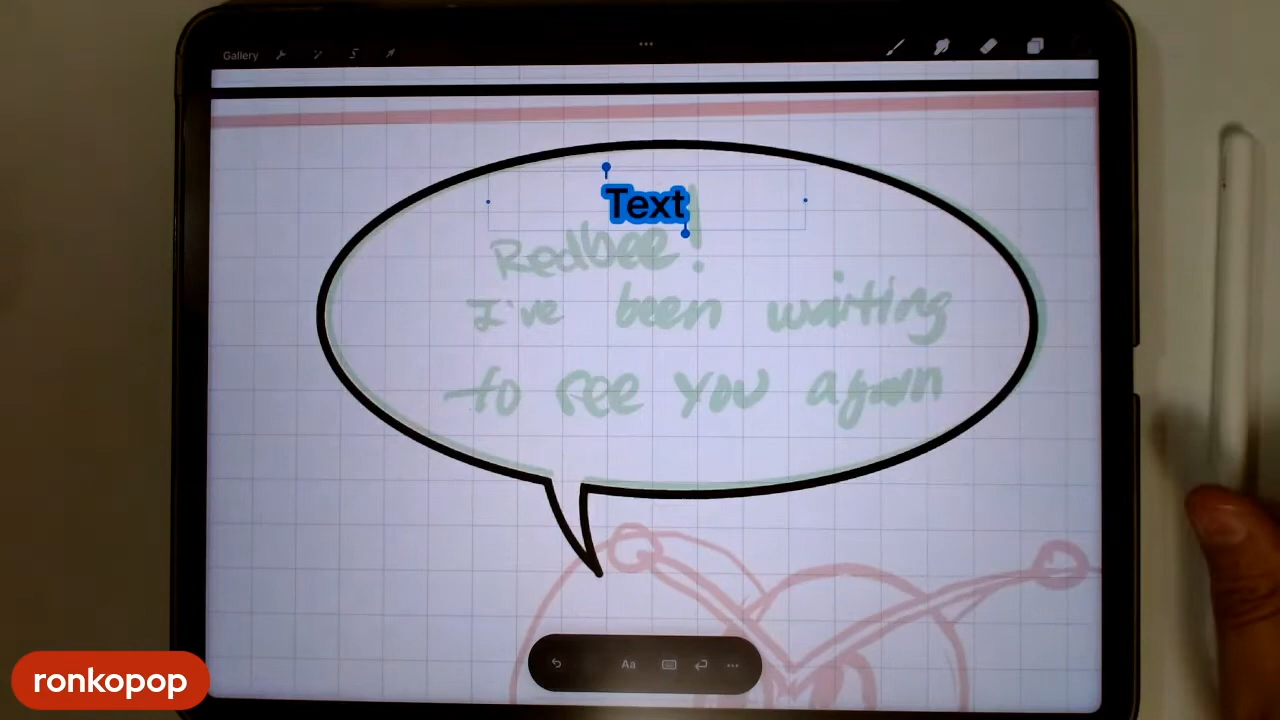 Gallery
Text
Redbee!
I've been waiting
to see you again
Aa
ronkopop